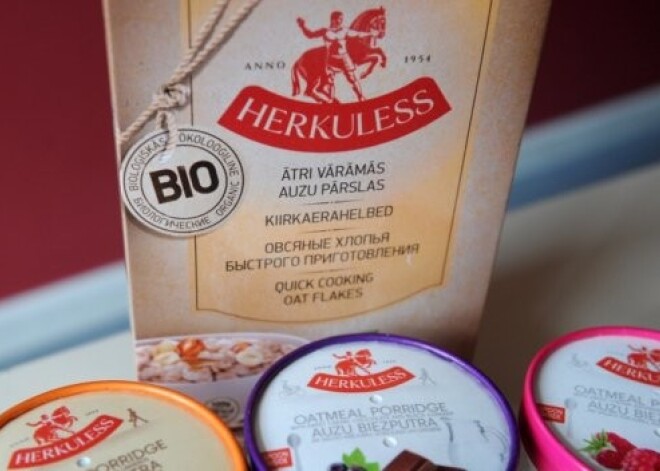 ANNO 1954
HERKULESS
BIOLOĢISKAS ÖKOLOOGILINE
BIO
БИОЛОГИЧЕСКИЕ ORGANIC
ĀTRI VĀRĀMĀS
AUZU PĀRSLAS
KIIRKAERAHELBED
ОВСЯНЫЕ ХЛОПЬЯ
БЫСТРОГО ПРИГОТОВЛЕНИЯ
QUICK COOKING
OAT FLAKES
HERKULESS
PORRIDGE
HERKULESS
OATMEAL PORRIDGE
AUZU BIEZPUTRA
HERKULESS
OATMEAL
AUZU